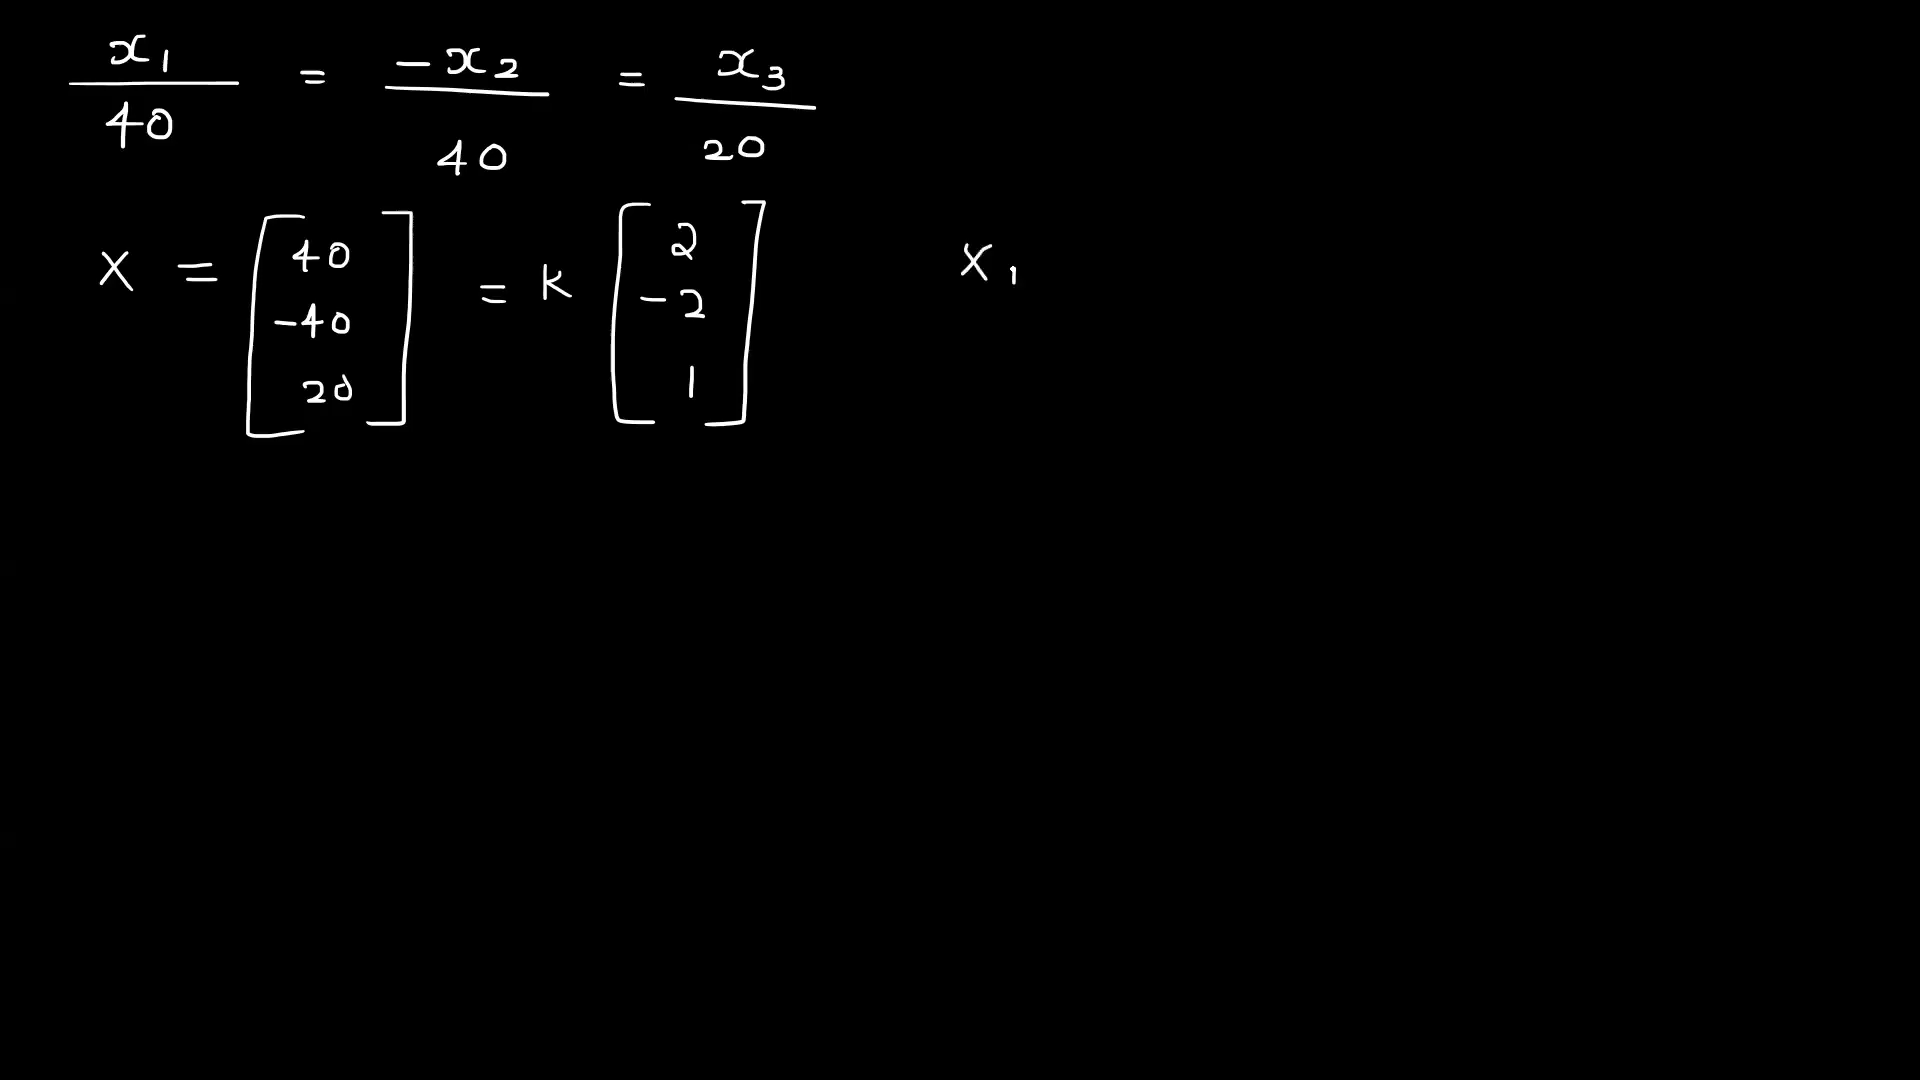 x₁/40 = -x₂/40 = x₃/20
X = [40 -40 20] = k [2 -2 1] X₁